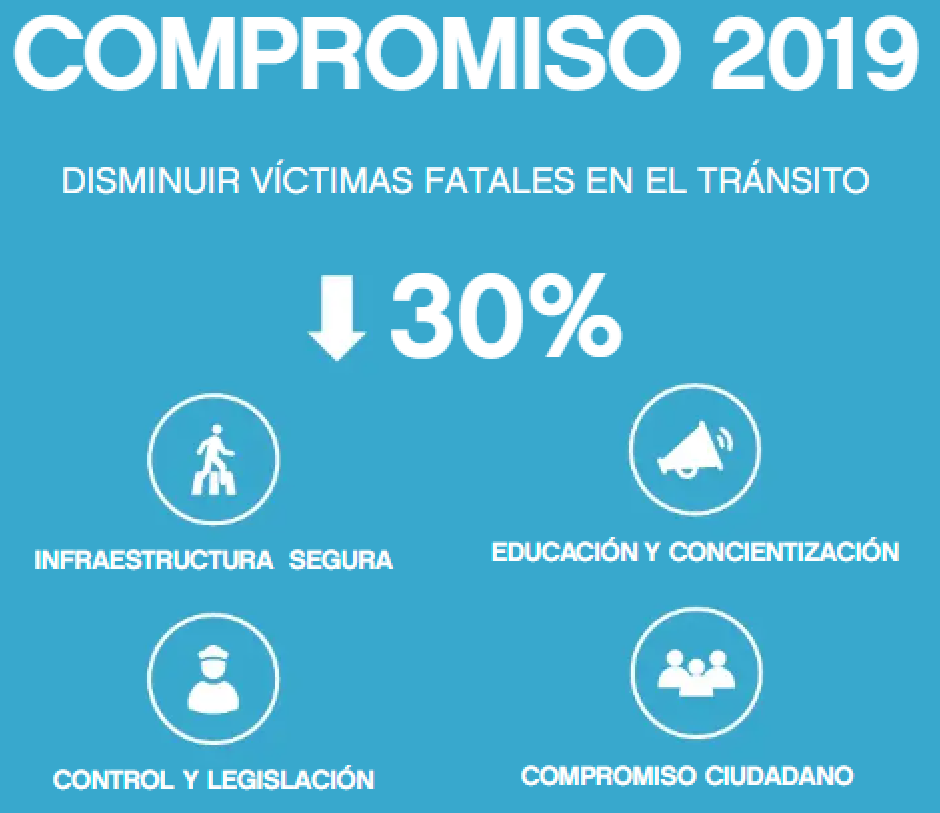 COMPROMISO 2019
DISMINUIR VÍCTIMAS FATALES EN EL TRÁNSITO
30%
INFRAESTRUCTURA SEGURA
EDUCACIÓN Y CONCIENTIZACIÓN
CONTROL Y LEGISLACIÓN
COMPROMISO CIUDADANO